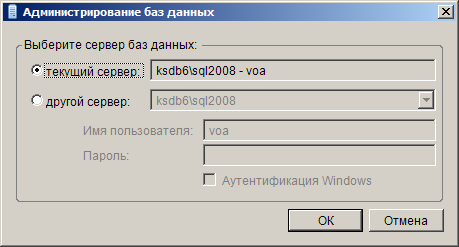 Администрирование баз данных
Выберите сервер баз данных:
текущий сервер: ksdb6\sql2008 - voa
другой сервер: ksdb6\sql2008
Имя пользователя: voa
Пароль:
Аутентификация Windows
ОК Отмена